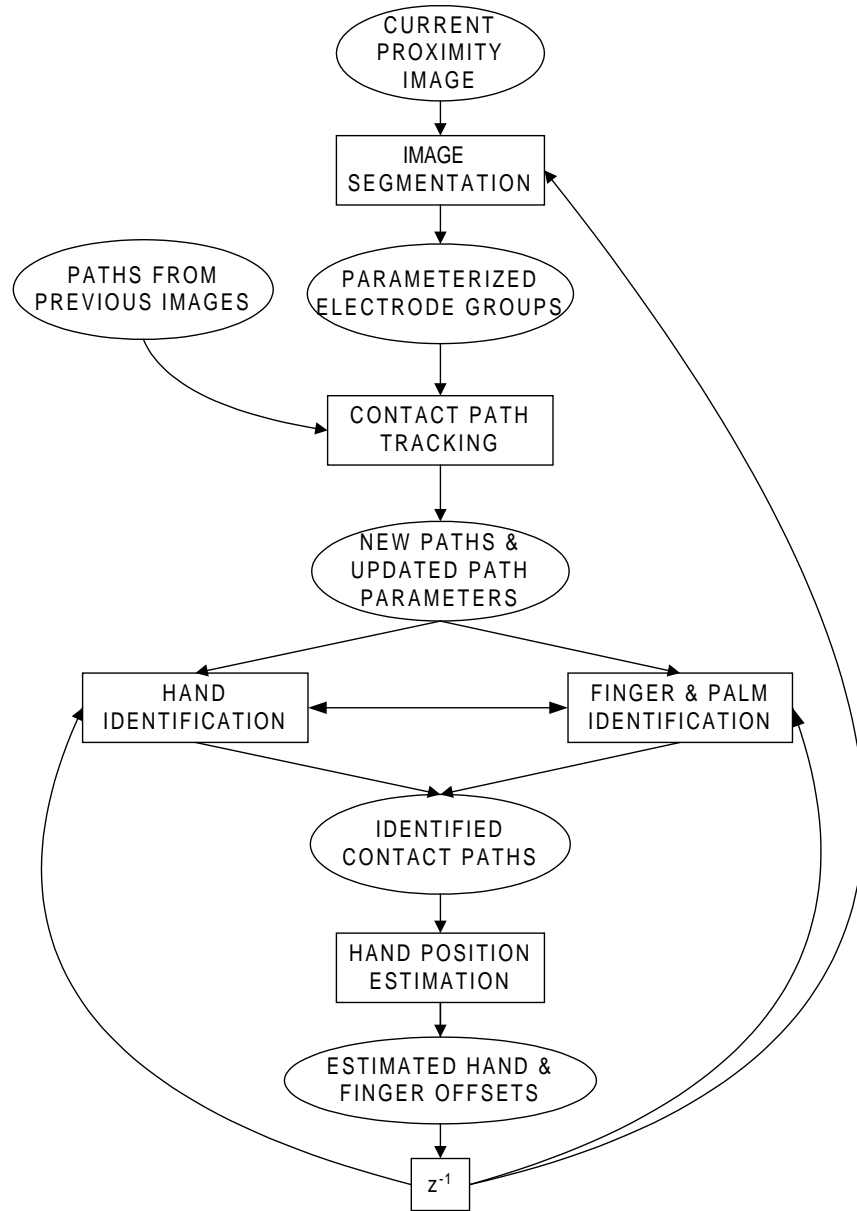 CURRENT
PROXIMITY
IMAGE
IMAGE
SEGMENTATION
PATHS FROM
PREVIOUS IMAGES
PARAMETERIZED
ELECTRODE GROUPS
CONTACT PATH
TRACKING
NEW PATHS &
UPDATED PATH
PARAMETERS
HAND
IDENTIFICATION
FINGER & PALM
IDENTIFICATION
IDENTIFIED
CONTACT PATHS
HAND POSITION
ESTIMATION
ESTIMATED HAND &
FINGER OFFSETS
z⁻¹